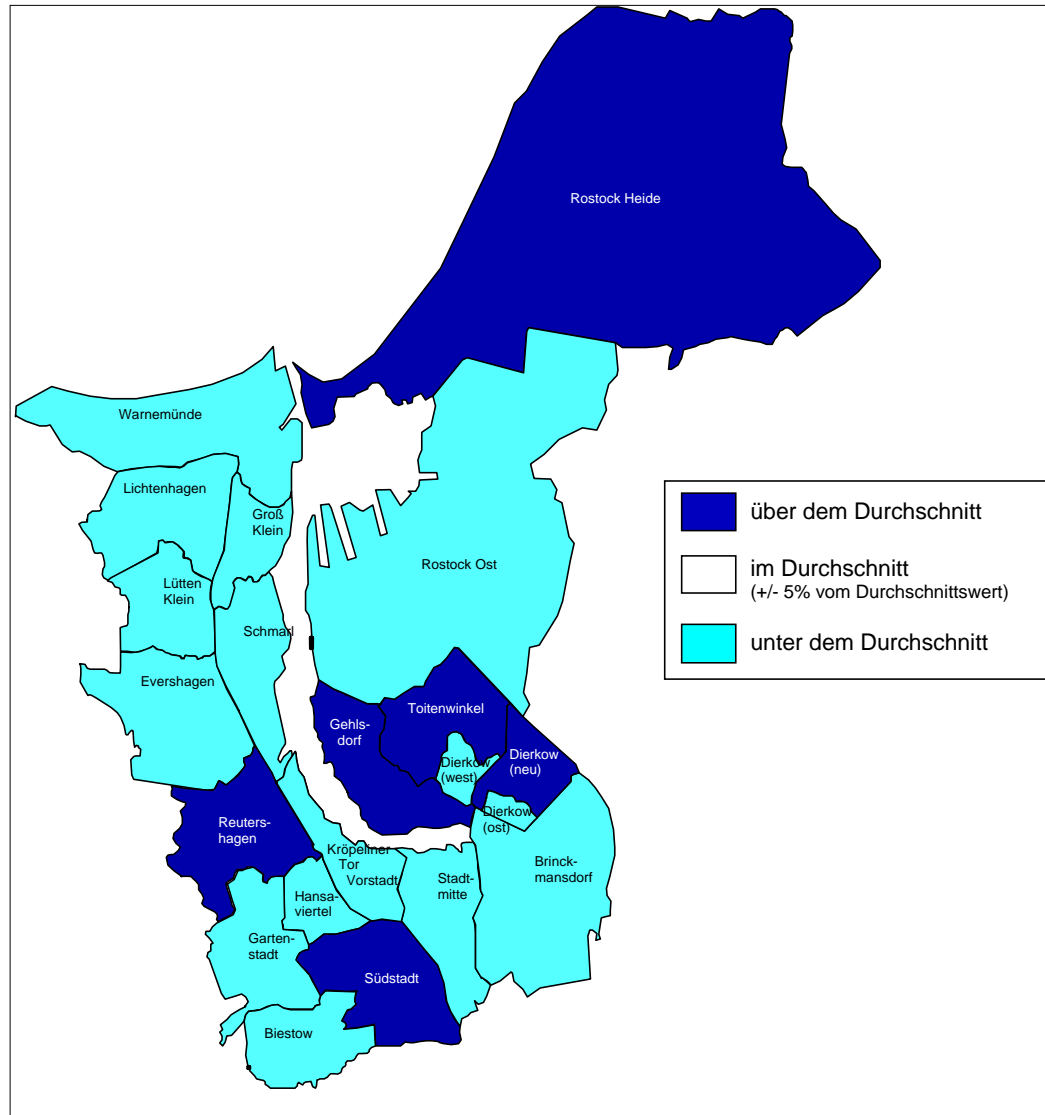 Rostock Heide
Warnemünde
Lichtenhagen
Groß
Klein
Lütten
Klein
Schmarl
Evershagen
Rostock Ost
über dem Durchschnitt
im Durchschnitt
(+/- 5% vom Durchschnittswert)
unter dem Durchschnitt
Gehls-
dorf
Toitenwinkel
Dierkow
(west)
Dierkow
(neu)
Dierkow
(ost)
Reuters-
hagen
Kröpeliner
Tor
Vorstadt
Stadt-
mitte
Brinck-
mansdorf
Hansa-
viertel
Garten-
stadt
Südstadt
Biestow